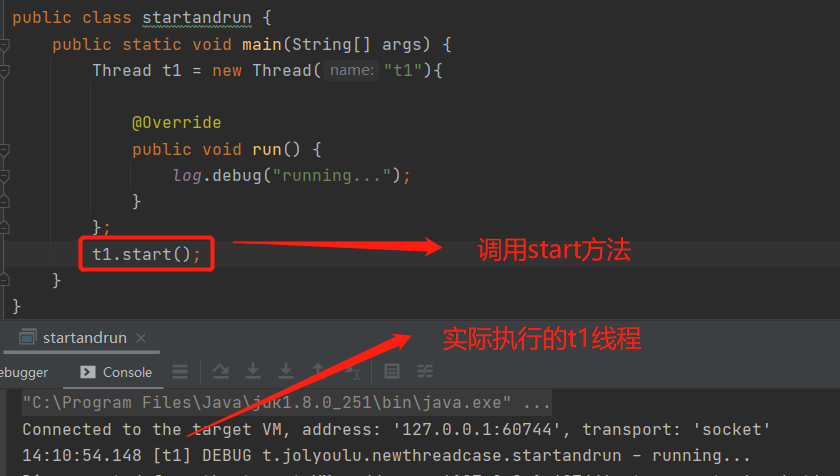 public class startandrun {
public static void main(String[] args) {
Thread t1 = new Thread( name: "t1"){
@Override
public void run() {
log.debug("running...");
}
};
t1.start();
调用start方法
}
}
startandrun ×
实际执行的t1线程
ebugger Console
"C:\Program Files\Java\jdk1.8.0_251\bin\java.exe" ...
Connected to the target VM, address: '127.0.0.1:60744', transport: 'socket'
14:10:54.148 [t1] DEBUG t.jolyoulu.newthreadcase.startandrun - running...